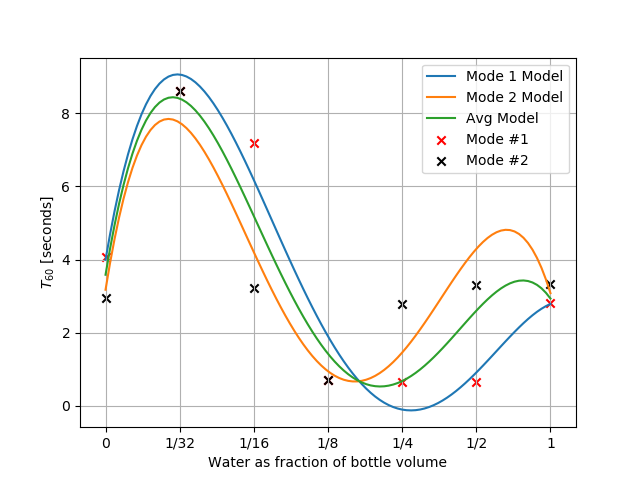 Mode 1 Model
Mode 2 Model
Avg Model
Mode #1
Mode #2
8
6
4
2
0
T60 [seconds]
0 1/32 1/16 1/8 1/4 1/2 1
Water as fraction of bottle volume